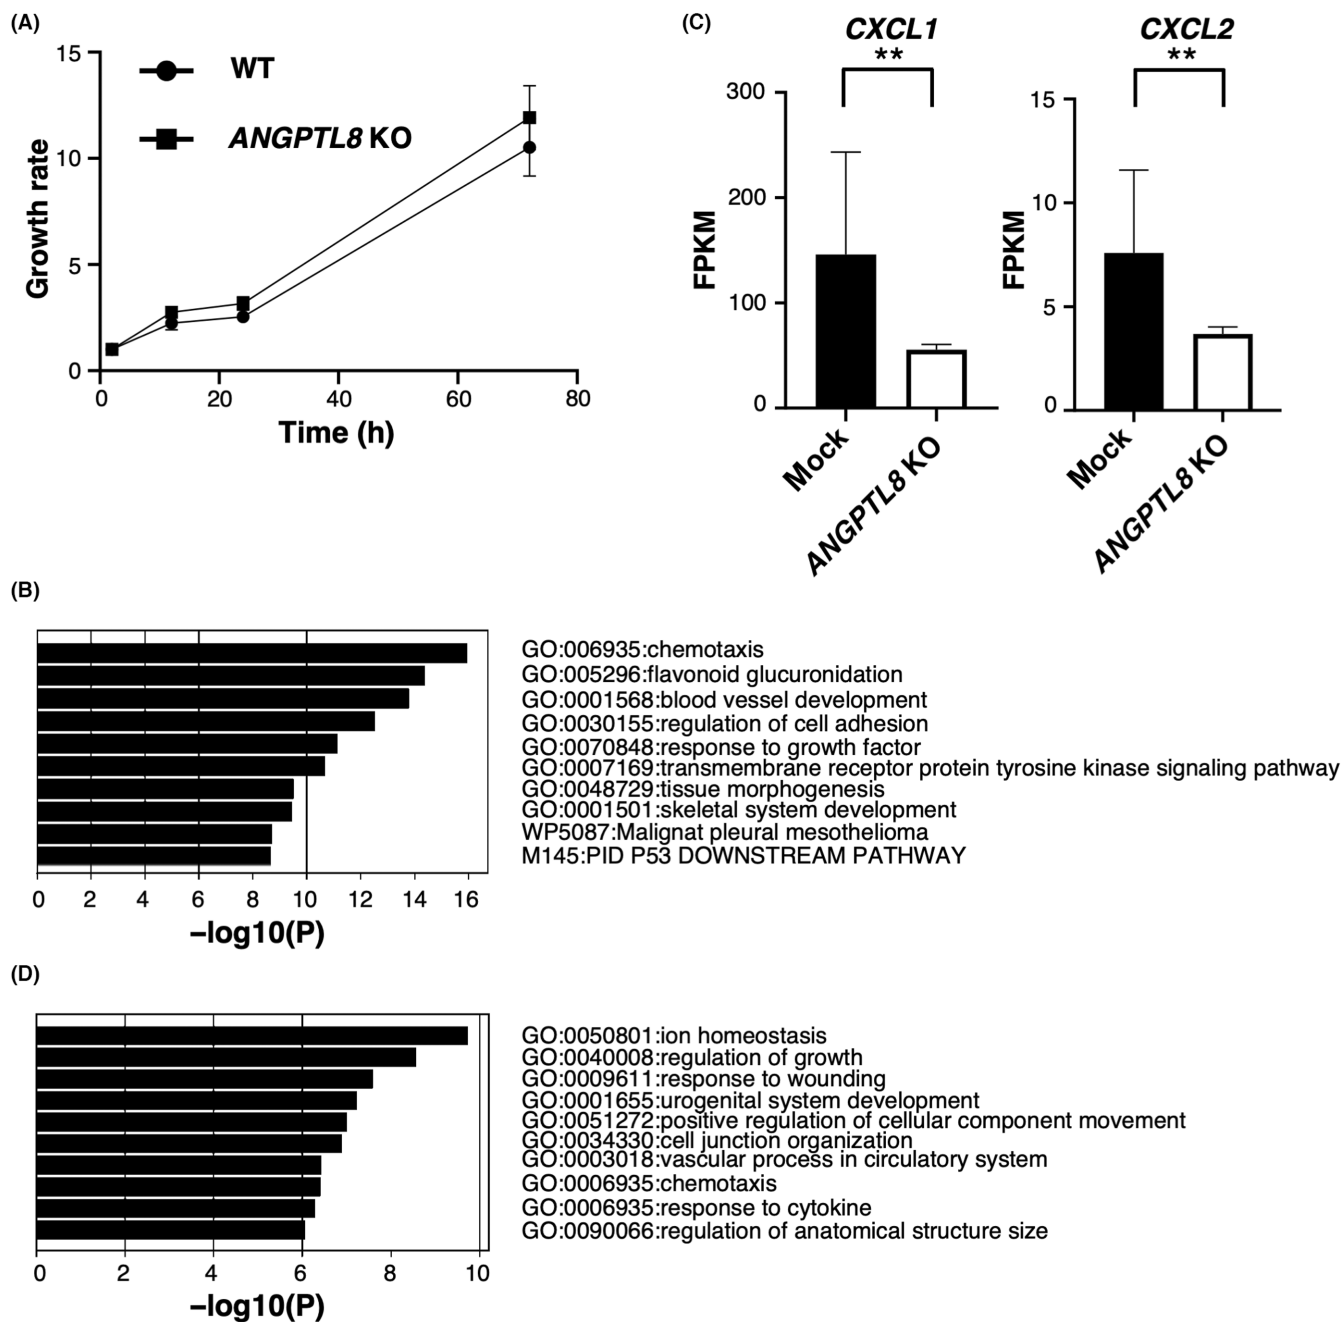 (A)
15
10
5
0
Growth rate
WT
ANGPTL8 KO
0 20 40 60 80
Time (h)
(C)
CXCL1
**
300
200
100
0
FPKM
Mock
ANGPTL8 KO
CXCL2
**
15
10
5
0
FPKM
Mock
ANGPTL8 KO
(B)
GO:006935:chemotaxis
GO:005296:flavonoid glucuronidation
GO:0001568:blood vessel development
GO:0030155:regulation of cell adhesion
GO:0070848:response to growth factor
GO:0007169:transmembrane receptor protein tyrosine kinase signaling pathway
GO:0048729:tissue morphogenesis
GO:0001501:skeletal system development
WP5087:Malignat pleural mesothelioma
M145:PID P53 DOWNSTREAM PATHWAY
0 2 4 6 8 10 12 14 16
–log10(P)
(D)
GO:0050801:ion homeostasis
GO:0040008:regulation of growth
GO:0009611:response to wounding
GO:0001655:urogenital system development
GO:0051272:positive regulation of cellular component movement
GO:0034330:cell junction organization
GO:0003018:vascular process in circulatory system
GO:0006935:chemotaxis
GO:0006935:response to cytokine
GO:0090066:regulation of anatomical structure size
0 2 4 6 8 10
–log10(P)